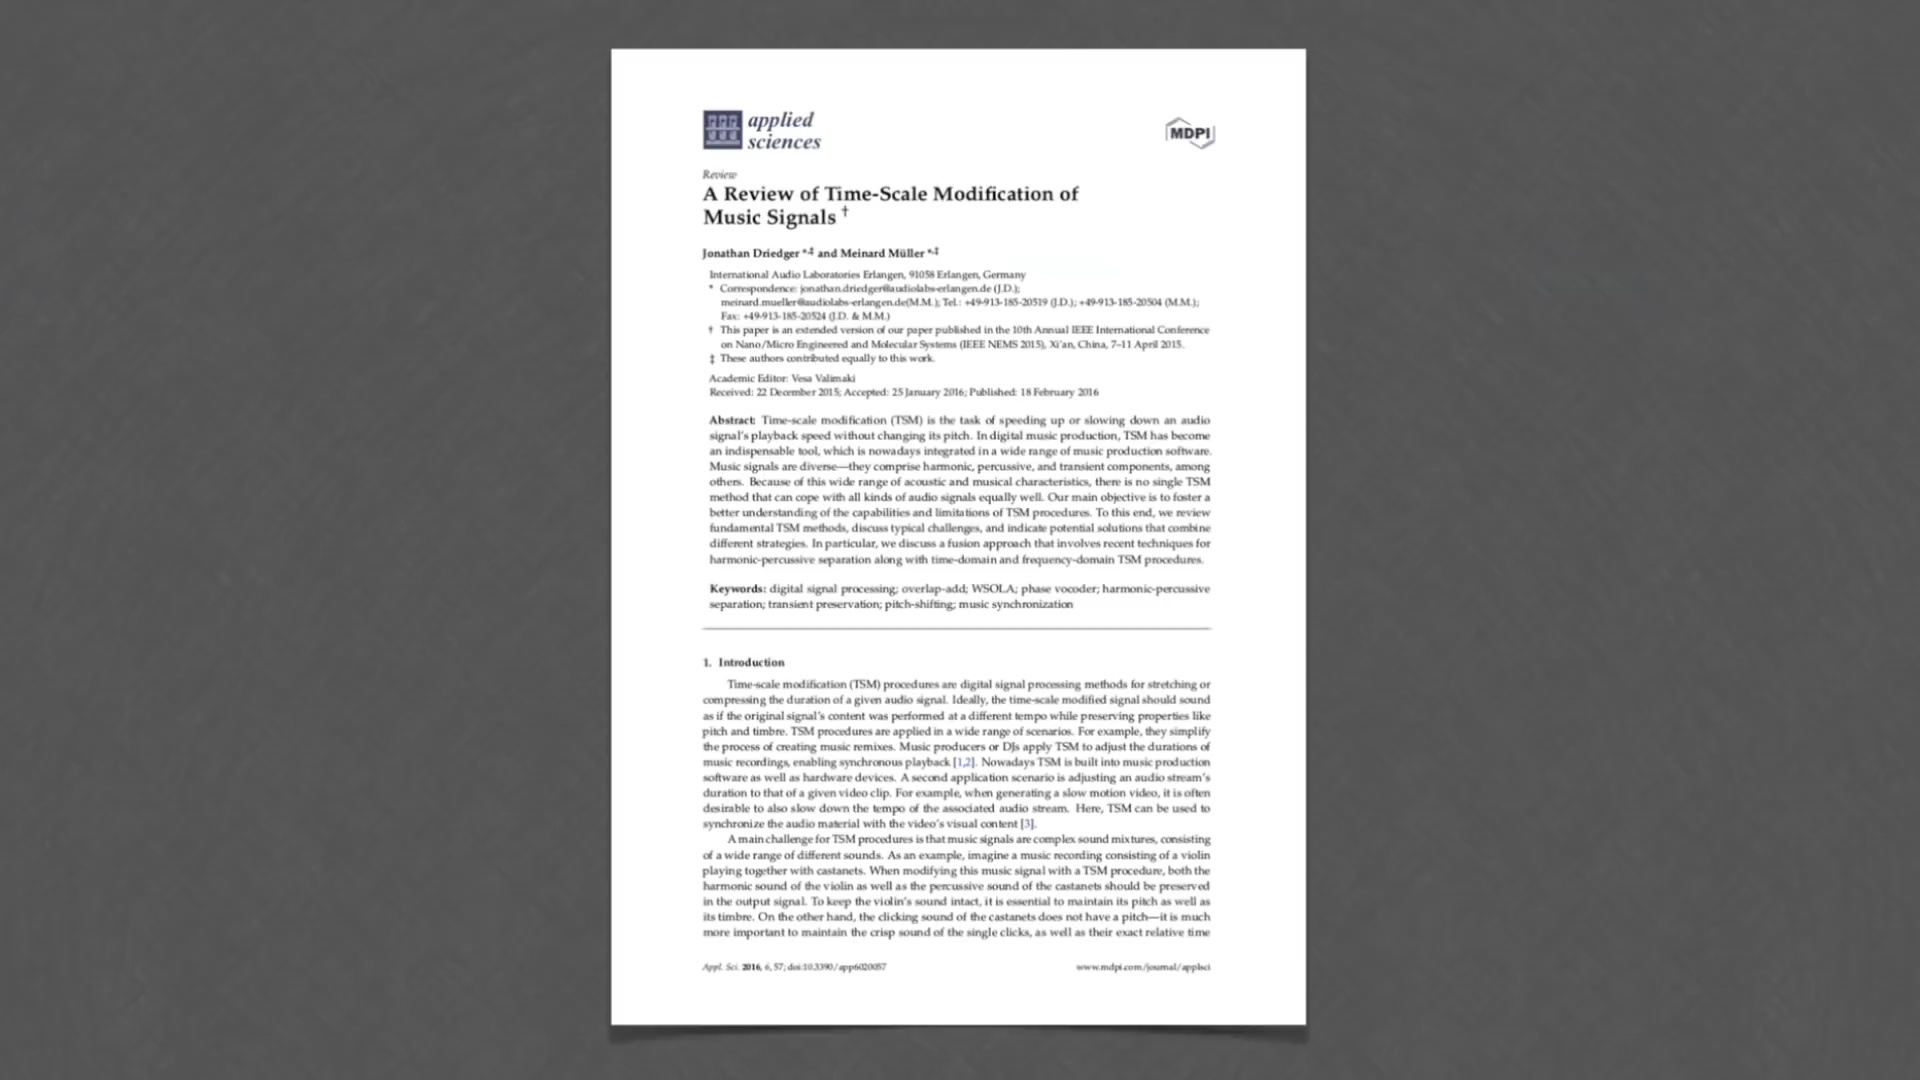 applied
sciences
MDPI
Review
A Review of Time-Scale Modification of
Music Signals †
Jonathan Driedger *,‡ and Meinard Müller *,‡
International Audio Laboratories Erlangen, 91058 Erlangen, Germany
* Correspondence: jonathan.driedger@audiolabs-erlangen.de (J.D.);
meinard.mueller@audiolabs-erlangen.de(M.M.); Tel.: +49-913-185-20519 (J.D.); +49-913-185-20504 (M.M.);
Fax: +49-913-185-20524 (J.D. & M.M.)
† This paper is an extended version of our paper published in the 10th Annual IEEE International Conference
on Nano/Micro Engineered and Molecular Systems (IEEE NEMS 2015), Xi'an, China, 7–11 April 2015.
‡ These authors contributed equally to this work.
Academic Editor: Vesa Valimaki
Received: 22 December 2015; Accepted: 25 January 2016; Published: 18 February 2016
Abstract: Time-scale modification (TSM) is the task of speeding up or slowing down an audio
signal's playback speed without changing its pitch. In digital music production, TSM has become
an indispensable tool, which is nowadays integrated in a wide range of music production software.
Music signals are diverse—they comprise harmonic, percussive, and transient components, among
others. Because of this wide range of acoustic and musical characteristics, there is no single TSM
method that can cope with all kinds of audio signals equally well. Our main objective is to foster a
better understanding of the capabilities and limitations of TSM procedures. To this end, we review
fundamental TSM methods, discuss typical challenges, and indicate potential solutions that combine
different strategies. In particular, we discuss a fusion approach that involves recent techniques for
harmonic-percussive separation along with time-domain and frequency-domain TSM procedures.
Keywords: digital signal processing; overlap-add; WSOLA; phase vocoder; harmonic-percussive
separation; transient preservation; pitch-shifting; music synchronization
1. Introduction
Time-scale modification (TSM) procedures are digital signal processing methods for stretching or
compressing the duration of a given audio signal. Ideally, the time-scale modified signal should sound
as if the original signal's content was performed at a different tempo while preserving properties like
pitch and timbre. TSM procedures are applied in a wide range of scenarios. For example, they simplify
the process of creating music remixes. Music producers or DJs apply TSM to adjust the durations of
music recordings, enabling synchronous playback [1,2]. Nowadays TSM is built into music production
software as well as hardware devices. A second application scenario is adjusting an audio stream's
duration to that of a given video clip. For example, when generating a slow motion video, it is often
desirable to also slow down the tempo of the associated audio stream. Here, TSM can be used to
synchronize the audio material with the video's visual content [3].
A main challenge for TSM procedures is that music signals are complex sound mixtures, consisting
of a wide range of different sounds. As an example, imagine a music recording consisting of a violin
playing together with castanets. When modifying this music signal with a TSM procedure, both the
harmonic sound of the violin as well as the percussive sound of the castanets should be preserved
in the output signal. To keep the violin's sound intact, it is essential to maintain its pitch as well as
its timbre. On the other hand, the clicking sound of the castanets does not have a pitch—it is much
more important to maintain the crisp sound of the single clicks, as well as their exact relative time
Appl. Sci. 2016, 6, 57; doi:10.3390/app6020057
www.mdpi.com/journal/applsci